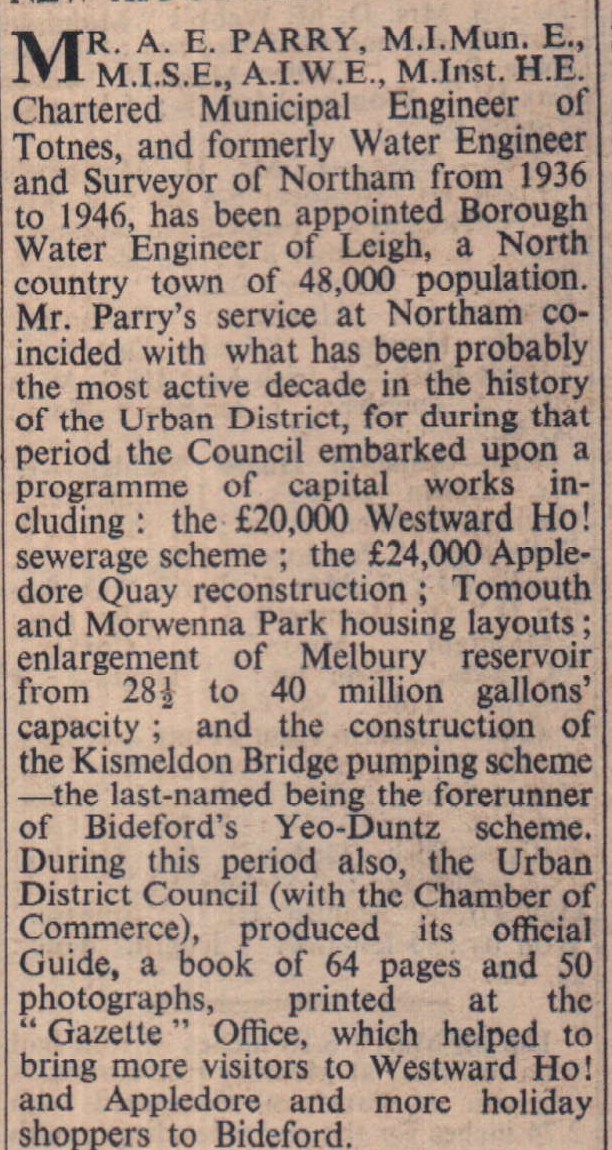 MR. A. E. PARRY, M.I.Mun. E.,
M.I.S.E., A.I.W.E., M.Inst. H.E.
Chartered Municipal Engineer of
Totnes, and formerly Water Engineer
and Surveyor of Northam from 1936
to 1946, has been appointed Borough
Water Engineer of Leigh, a North
country town of 48,000 population.
Mr. Parry's service at Northam co-
incided with what has been probably
the most active decade in the history
of the Urban District, for during that
period the Council embarked upon a
programme of capital works in-
cluding : the £20,000 Westward Ho!
sewerage scheme ; the £24,000 Apple-
dore Quay reconstruction ; Tomouth
and Morwenna Park housing layouts ;
enlargement of Melbury reservoir
from 28½ to 40 million gallons'
capacity ; and the construction of
the Kismeldon Bridge pumping scheme
—the last-named being the forerunner
of Bideford's Yeo-Duntz scheme.
During this period also, the Urban
District Council (with the Chamber of
Commerce), produced its official
Guide, a book of 64 pages and 50
photographs, printed at the
“ Gazette ” Office, which helped to
bring more visitors to Westward Ho!
and Appledore and more holiday
shoppers to Bideford.